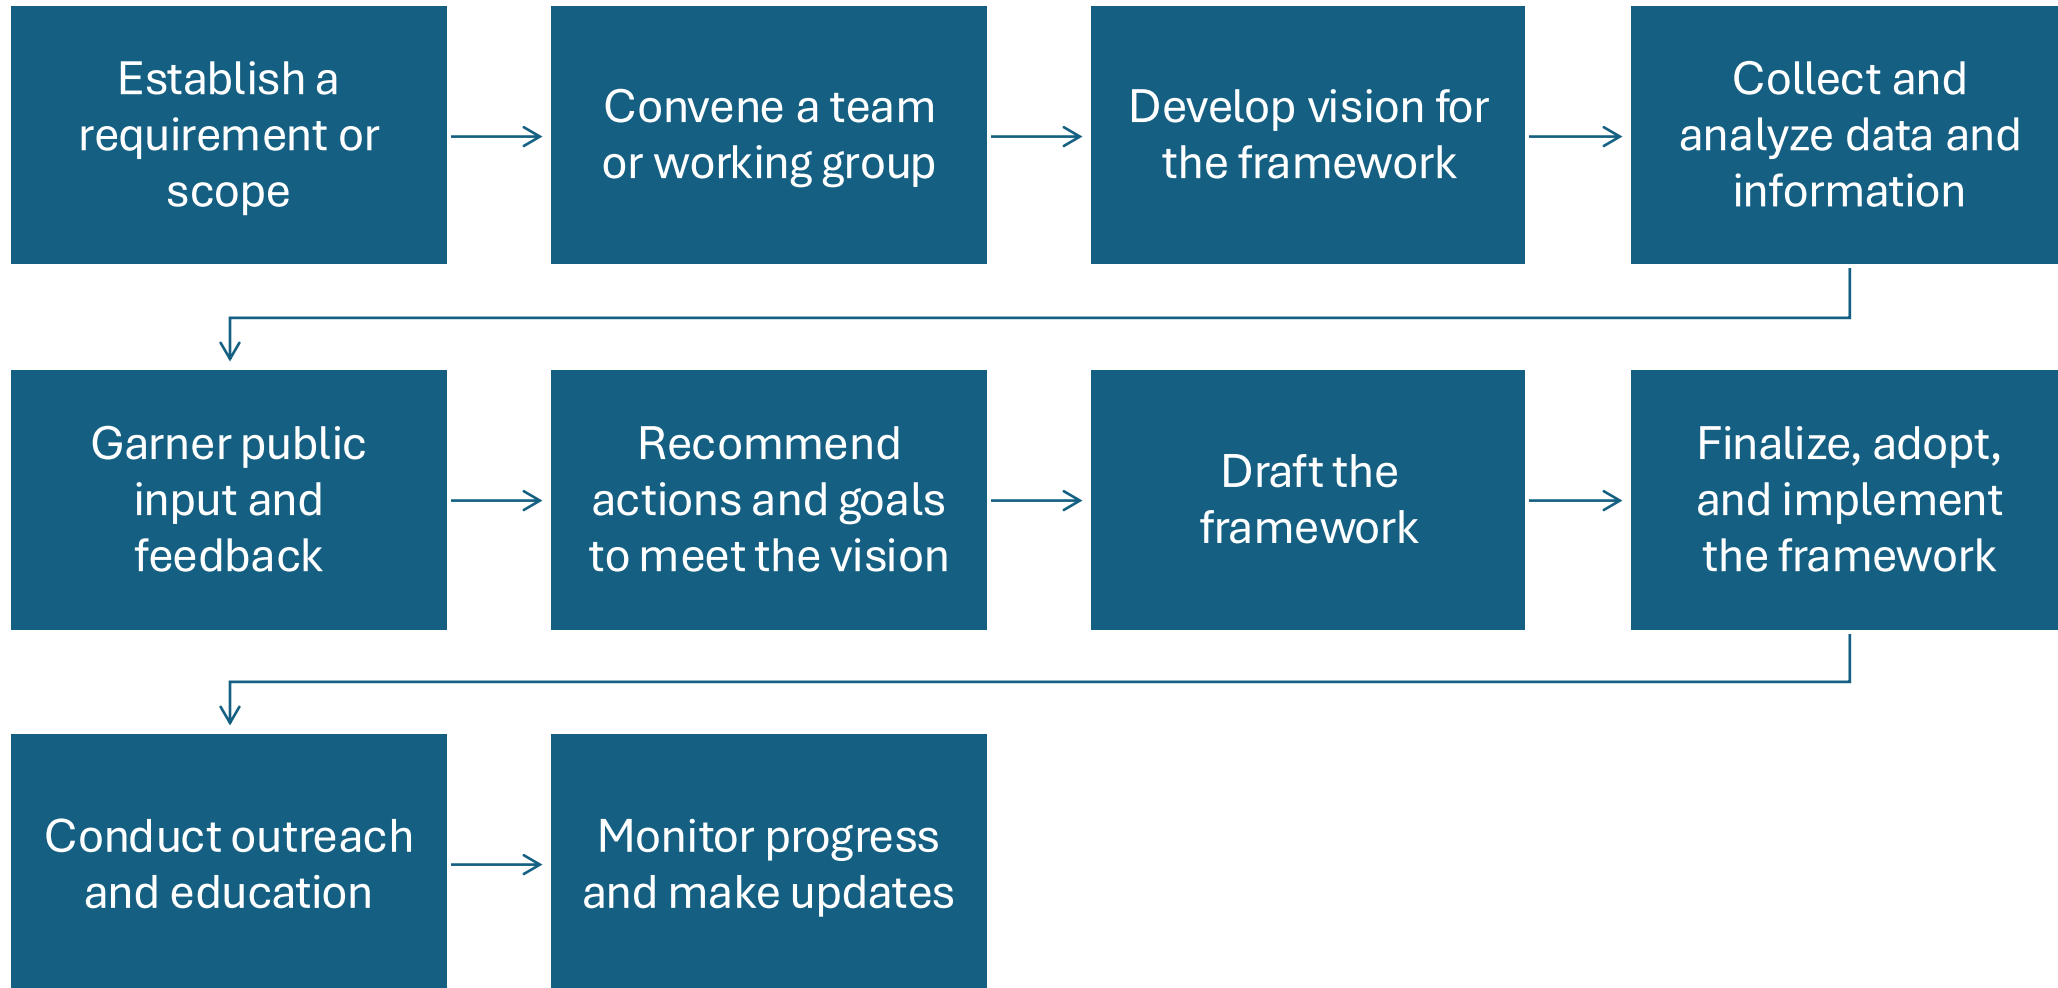 Establish a
requirement or
scope
Convene a team
or working group
Develop vision for
the framework
Collect and
analyze data and
information
Garner public
input and
feedback
Recommend
actions and goals
to meet the vision
Draft the
framework
Finalize, adopt,
and implement
the framework
Conduct outreach
and education
Monitor progress
and make updates